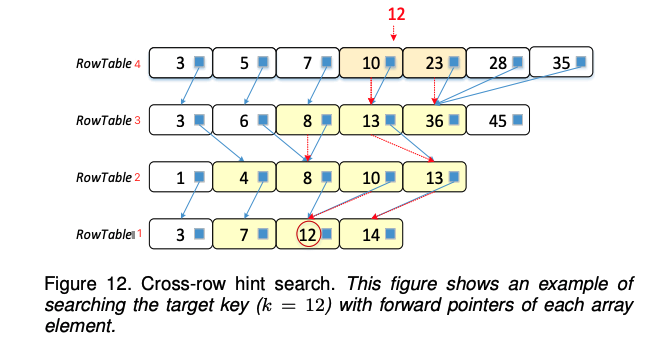 12
RowTable 4 3 5 7 10 23 28 35
RowTable 3 3 6 8 13 36 45
RowTable 2 1 4 8 10 13
RowTable 1 3 7 12 14
Figure 12. Cross-row hint search. This figure shows an example of
searching the target key (k = 12) with forward pointers of each array
element.